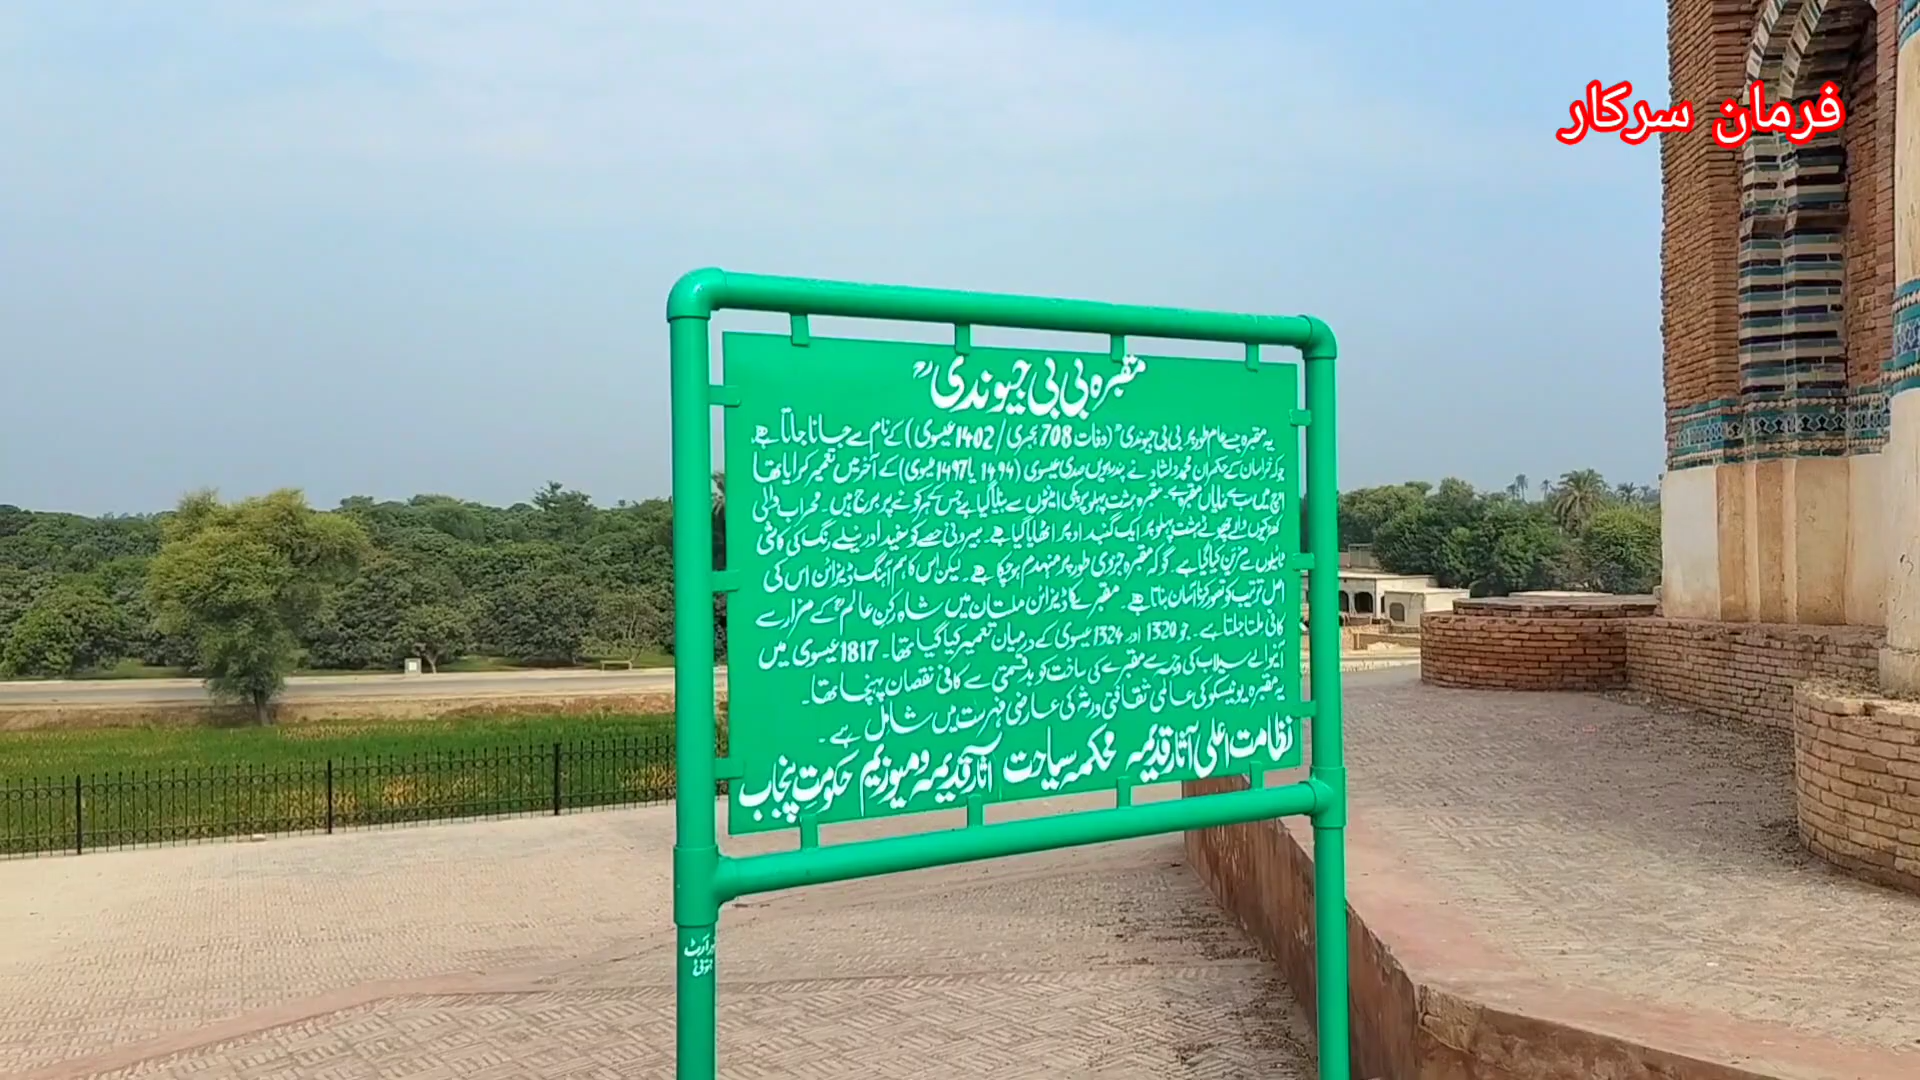 فرمان سرکار
مقبرہ بی بی جیوندیؒ
یہ مقبرہ جسے عام طور پر بی بی جیوندیؒ (وفات 708 ہجری/1402 عیسوی) کے نام سے جانا جاتا ہے۔
جو کہ خراسان کے حکمران محمد دلشاد نے پندرہویں صدی عیسوی (1494 یا 1497 عیسوی) کے آخر میں تعمیر کرایا تھا
اچ میں سب سے نمایاں مقبرہ ہے۔ مقبرہ ہشت پہلو پر پکی اینٹوں سے بنایا گیا ہے جس کے ہر کونے پر برج ہیں۔ محراب والی
کھڑکیوں والے چھوٹے ہشت پہلو پر ایک گنبد اوپر اٹھایا گیا ہے۔ بیرونی حصے کو سفید اور نیلے رنگ کی کاشی
ٹائیلوں سے مزین کیا گیا ہے۔ گو کہ مقبرہ جزوی طور پر منہدم ہو چکا ہے۔ لیکن اس کا ہم آہنگ ڈیزائن اس کی
اصل ترتیب کو تصور کرنا آسان بناتا ہے۔ مقبرے کا ڈیزائن ملتان میں شاہ رکن عالمؒ کے مزار سے
کافی ملتا جلتا ہے۔ جو 1320 اور 1324 عیسوی کے درمیان تعمیر کیا گیا تھا۔ 1817 عیسوی میں
آنیوالے سیلاب کی وجہ سے مقبرے کی ساخت کو بدقسمتی سے کافی نقصان پہنچا تھا۔
یہ مقبرہ یونیسکو کی عالمی ثقافتی ورثہ کی عارضی فہرست میں شامل ہے۔
نظامت اعلی آثار قدیمہ محکمہ سیاحت آثار قدیمہ و میوزیم حکومت پنجاب